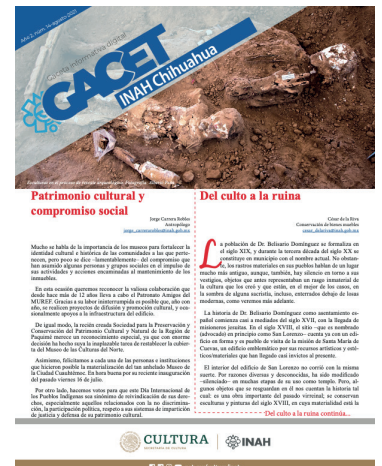 Año 2, núm. 16-agosto 2021
Gaceta informativa digital
GACET
INAH Chihuahua
Patrimonio cultural y
compromiso social
Jorge Carrera Robles
Antropólogo
Mucho se habla de la importancia de los museos para fortalecer la
identidad cultural e histórica de las comunidades a las que perte-
necen, pero poco se dice -lamentablemente- del compromiso que
han asumido algunas personas y grupos sociales en el impulso de
sus actividades y acciones encaminadas al mantenimiento de los
inmuebles.
En esta ocasión queremos reconocer la valiosa colaboración que
desde hace más de 12 años lleva a cabo el Patronato Amigos del
MUREF. Gracias a su labor ininterrumpida es posible que, año con
año, se realicen proyectos de difusión y promoción cultural, y oca-
sionalmente apoyos a la infraestructura del edificio.
De igual modo, la recién creada Sociedad para la Preservación y
Conservación del Patrimonio Cultural y Natural de la Región de
Paquimé merece un reconocimiento especial, ya que con enorme
decisión ha hecho suya la inaplazable tarea de restablecer la cubier-
ta del Museo de las Culturas del Norte.
Asimismo, felicitamos a cada una de las personas e instituciones
que hicieron posible la materialización del tan anhelado Museo de
la Ciudad Cuauhtémoc. En hora buena por su reciente inauguración
del pasado viernes 16 de julio.
Por otro lado, hacemos votos para que este Día Internacional de
los Pueblos Indígenas sea sinónimo de reivindicación de sus dere-
chos, especialmente aquellos relacionados con la no discrimina-
ción, la participación política, respeto a sus sistemas de impartición
de justicia y defensa de su patrimonio cultural.
Del culto a la ruina
César de la Riva
Conservación de bienes muebles
La población de Dr. Belisario Domínguez se formaliza en
el siglo XIX, y durante la tercera década del siglo XX se
constituye en municipio con el nombre actual. No obstan-
te, los rastros materiales en sus pueblos hablan de un lugar
mucho más antiguo, aunque, también, hay silencio en torno a sus
vestigios, objetos que antes representaban un rasgo inmaterial de
la cultura que los creó y que están, en el mejor de los casos, en
la sombra de alguna sacristía, incluso, enterrados debajo de losas
modernas, como veremos más adelante.
La historia de Dr. Belisario Domínguez como asentamiento es-
pañol comienza casi a mediados del siglo XVII, con la llegada de
misioneros jesuitas. En el siglo XVIII, el sitio –que es nombrado
(advocado) en principio como San Lorenzo– cuenta ya con un edi-
ficio en forma y es pueblo de visita de la misión de Santa María de
Cuevas, un edificio emblemático por sus recursos artísticos y esté-
ticos/materiales que han llegado casi invictos al presente.
El interior del edificio de San Lorenzo no corrió con la misma
suerte. Por razones diversas y desconocidas, ha sido modificado
–silenciado– en muchas etapas de su uso como templo. Pero, al-
gunos objetos que se resguardan en él nos cuentan la historia tal
cual: es una obra importante del pasado virreinal; se conservan
esculturas y pinturas del siglo XVIII, en cuya materialidad está la
Del culto a la ruina continúa...
CULTURA
INAH